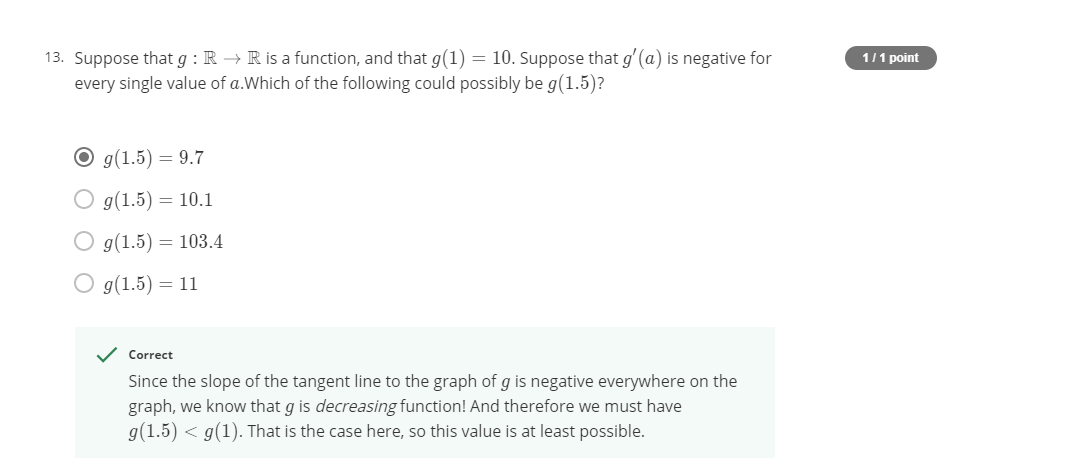 13. Suppose that g : ℝ → ℝ is a function, and that g(1) = 10. Suppose that g′(a) is negative for
1 / 1 point
every single value of a.Which of the following could possibly be g(1.5)?
g(1.5) = 9.7
g(1.5) = 10.1
g(1.5) = 103.4
g(1.5) = 11
Correct
Since the slope of the tangent line to the graph of g is negative everywhere on the
graph, we know that g is decreasing function! And therefore we must have
g(1.5) < g(1). That is the case here, so this value is at least possible.